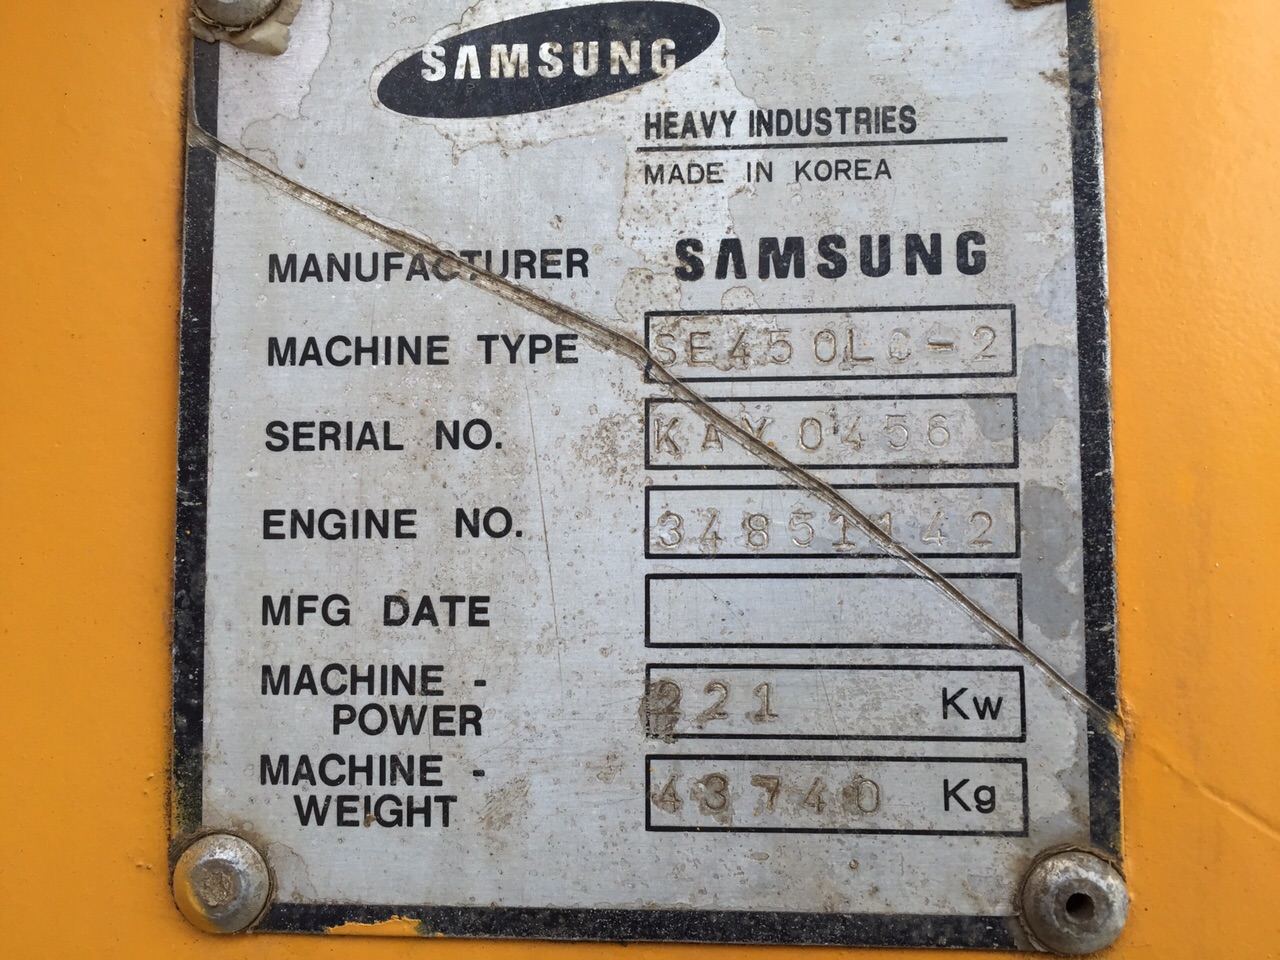 SAMSUNG
HEAVY INDUSTRIES
MADE IN KOREA
MANUFACTURER SAMSUNG
MACHINE TYPE SE450LC-2
SERIAL NO. KAX0456
ENGINE NO. 34851142
MFG DATE
MACHINE -
POWER 221 Kw
MACHINE -
WEIGHT 43740 Kg